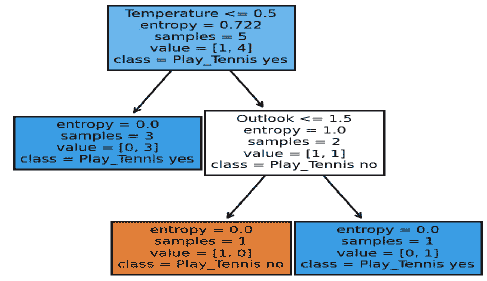 Temperature <= 0.5
entropy = 0.722
samples = 5
value = [1, 4]
class = Play_Tennis yes
entropy = 0.0
samples = 3
value = [0, 3]
class = Play_Tennis yes
Outlook <= 1.5
entropy = 1.0
samples = 2
value = [1, 1]
class = Play_Tennis no
entropy = 0.0
samples = 1
value = [1, 0]
class = Play_Tennis no
entropy = 0.0
samples = 1
value = [0, 1]
class = Play_Tennis yes